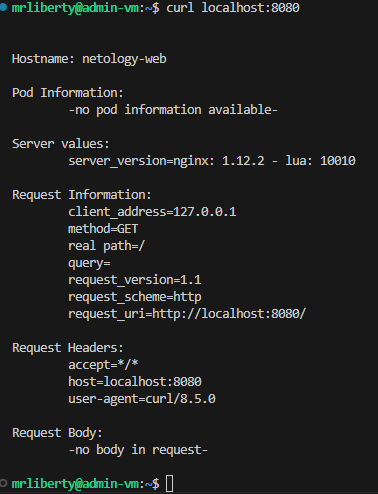 mrliberty@admin-vm:~$ curl localhost:8080
Hostname: netology-web
Pod Information:
-no pod information available-
Server values:
server_version=nginx: 1.12.2 - lua: 10010
Request Information:
client_address=127.0.0.1
method=GET
real path=/
query=
request_version=1.1
request_scheme=http
request_uri=http://localhost:8080/
Request Headers:
accept=*/*
host=localhost:8080
user-agent=curl/8.5.0
Request Body:
-no body in request-
mrliberty@admin-vm:~$